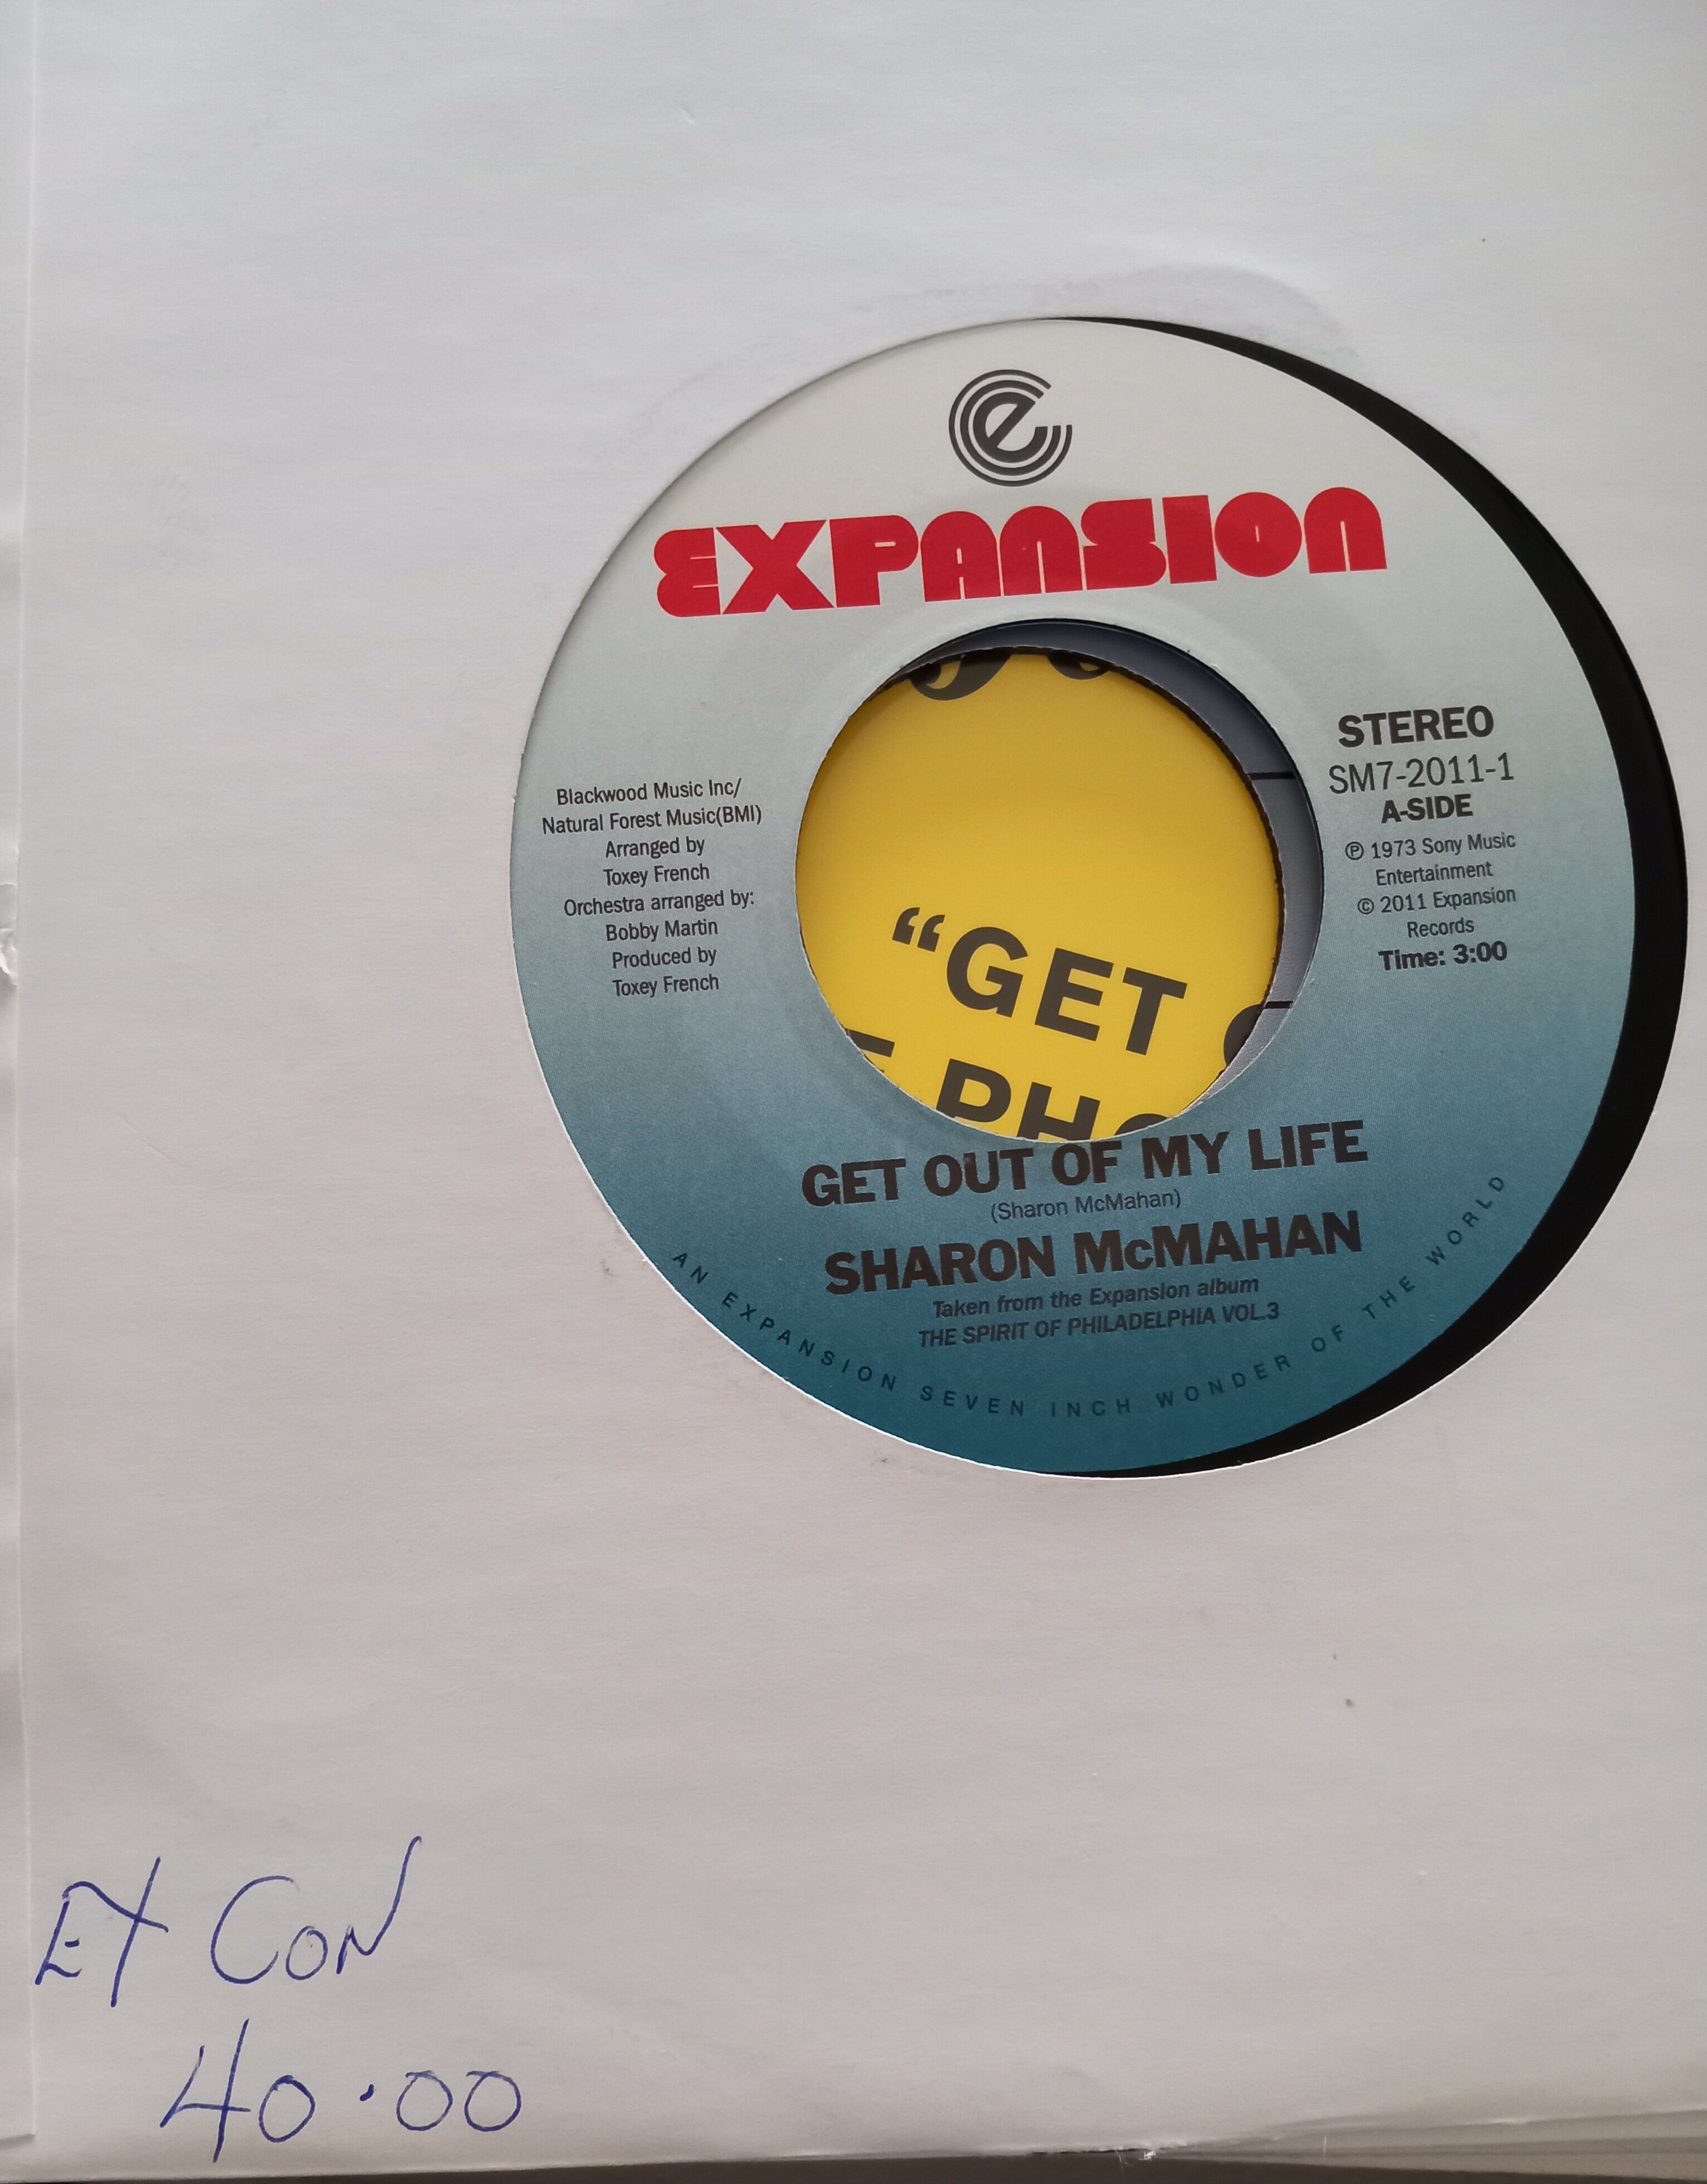 e
EXPANSION
Blackwood Music Inc/
Natural Forest Music(BMI)
Arranged by
Toxey French
Orchestra arranged by:
Bobby Martin
Produced by
Toxey French
STEREO
SM7-2011-1
A-SIDE
℗ 1973 Sony Music
Entertainment
© 2011 Expansion
Records
Time: 3:00
“GET
GET OUT OF MY LIFE
(Sharon McMahan)
SHARON McMAHAN
Taken from the Expansion album
THE SPIRIT OF PHILADELPHIA VOL.3
AN EXPANSION SEVEN INCH WONDER OF THE WORLD
EX CON
40.00